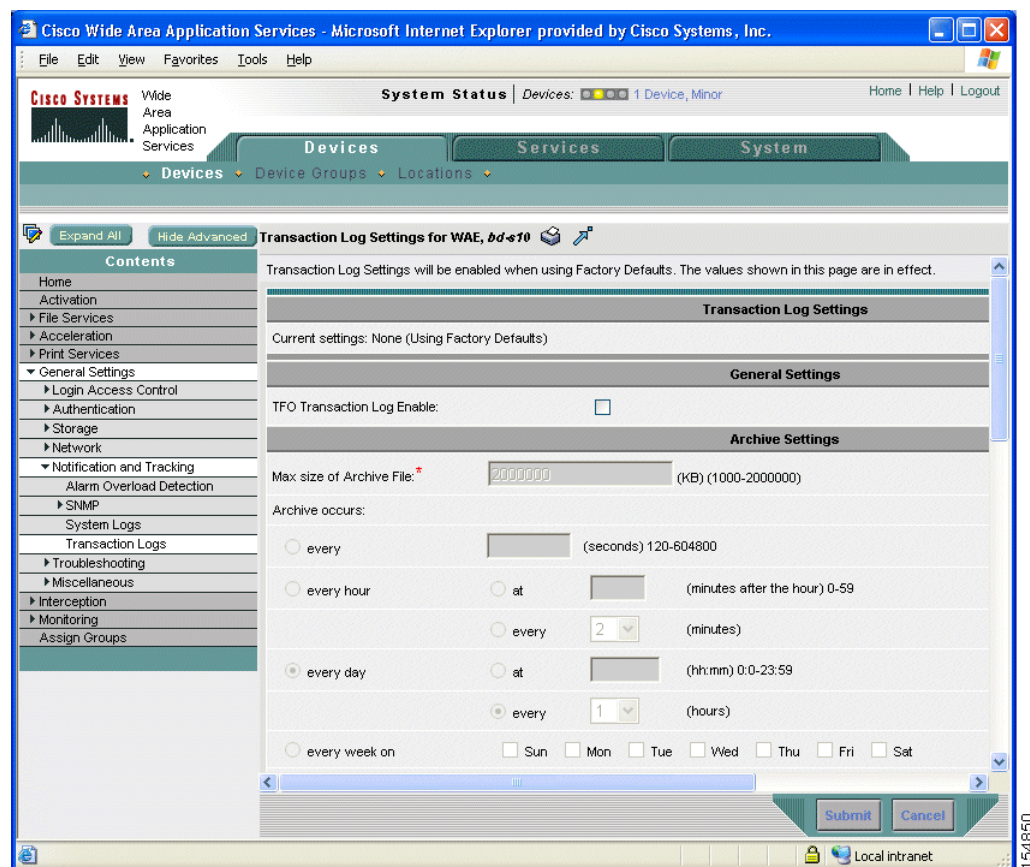 Cisco Wide Area Application Services - Microsoft Internet Explorer provided by Cisco Systems, Inc.
File Edit View Favorites Tools Help
CISCO SYSTEMS
Wide
Area
Application
Services
System Status | Devices: 1 Device, Minor
Home | Help | Logout
Devices Services System
Devices Device Groups Locations
Expand All Hide Advanced
Contents
Home
Activation
File Services
Acceleration
Print Services
General Settings
Login Access Control
Authentication
Storage
Network
Notification and Tracking
Alarm Overload Detection
SNMP
System Logs
Transaction Logs
Troubleshooting
Miscellaneous
Interception
Monitoring
Assign Groups
Transaction Log Settings for WAE, bd-s10
Transaction Log Settings will be enabled when using Factory Defaults. The values shown in this page are in effect.
Transaction Log Settings
Current settings: None (Using Factory Defaults)
General Settings
TFO Transaction Log Enable:
Archive Settings
Max size of Archive File:* 2000000 (KB) (1000-2000000)
Archive occurs:
every (seconds) 120-604800
every hour at (minutes after the hour) 0-59
every 2 (minutes)
every day at (hh:mm) 0:0-23:59
every 1 (hours)
every week on Sun Mon Tue Wed Thu Fri Sat
Submit Cancel
Local intranet
154850